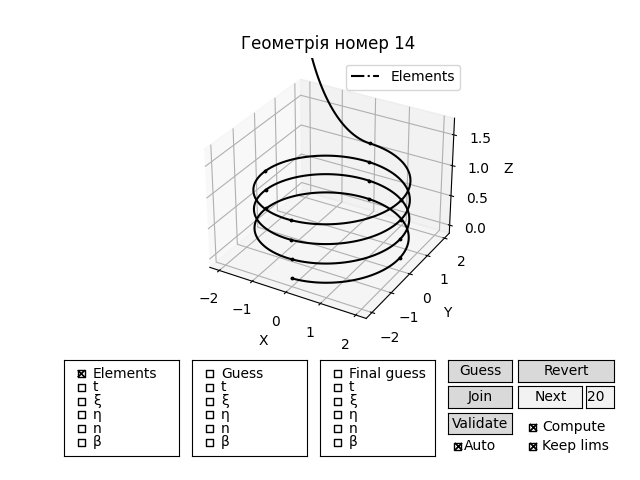 Геометрія номер 14
Elements
1.5
1.0
0.5
0.0
Z
−2
−1
0
1
2
X
−2
−1
0
1
2
Y
Elements
t
ξ
η
n
β
Guess
t
ξ
η
n
β
Final guess
t
ξ
η
n
β
Guess Revert
Join Next 20
Validate Compute
Auto Keep lims